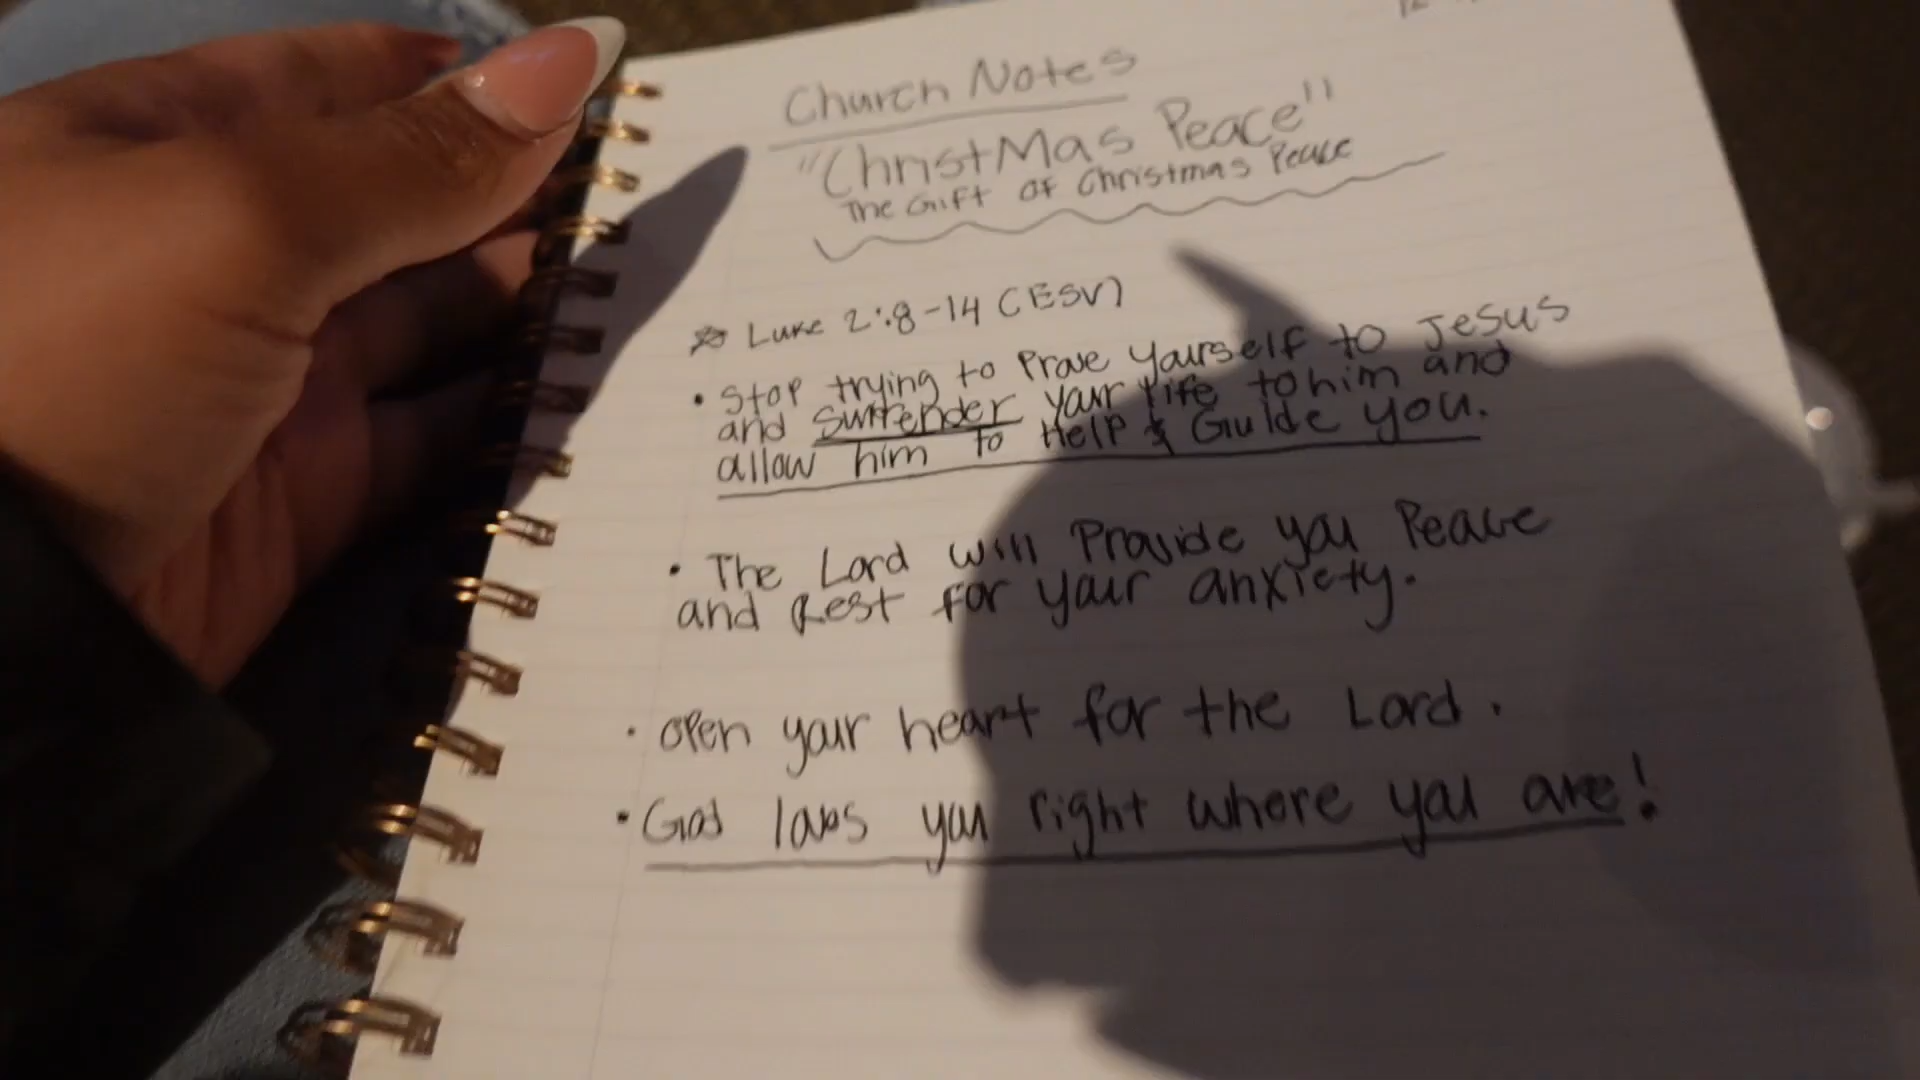 Church Notes
"ChristMas Peace"
The Gift of Christmas Peace
☆ Luke 2:8-14 (ESV)
• Stop trying to Prove yourself to Jesus
and surrender your life to him and
allow him to Help & Guide you.
• The Lord will Provide you Peace
and Rest for your anxiety.
• Open your heart for the Lord.
• God loves you right where you are!